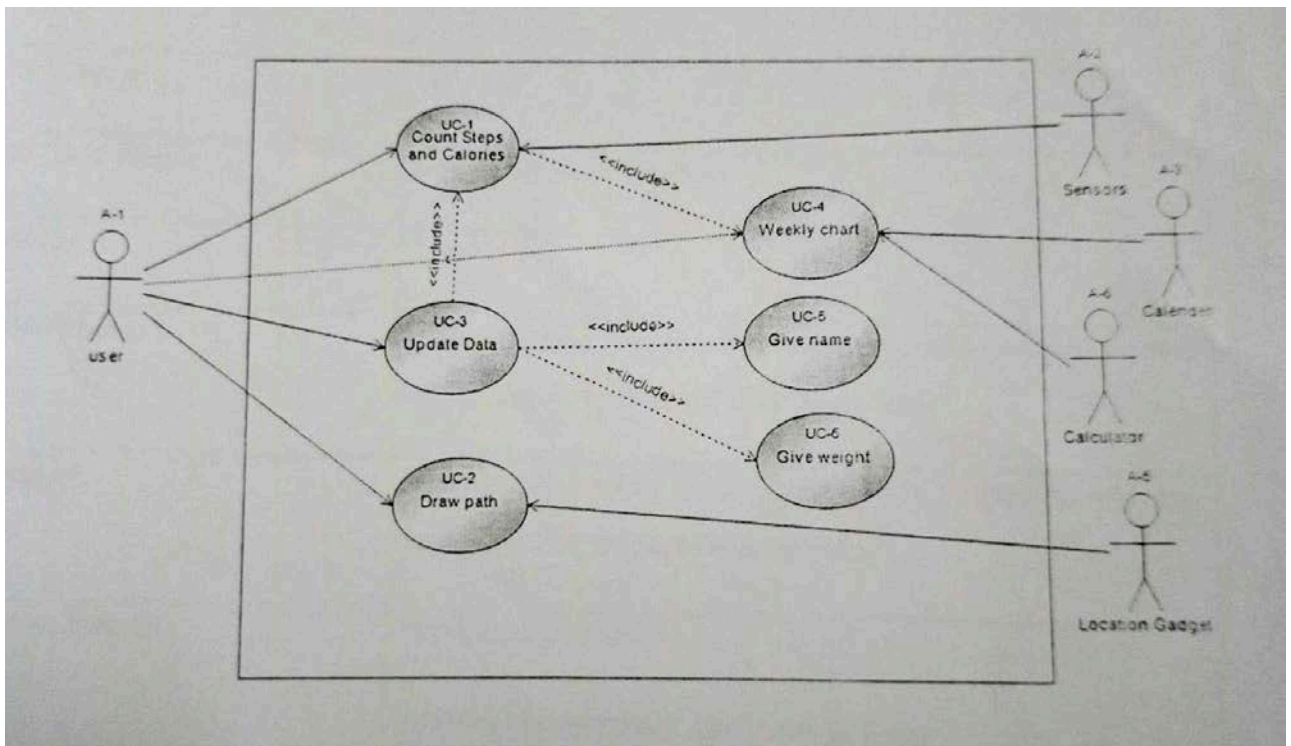 A-2
UC-1
Count Steps
and Calories
<<include>>
Sensors
A-3
A-1
<<include>>
UC-4
Weekly chart
user
UC-3
Update Data
<<include>>
UC-5
Give name
A-6
Calender
<<include>>
UC-6
Give weight
Calculator
UC-2
Draw path
A-5
Location Gadget